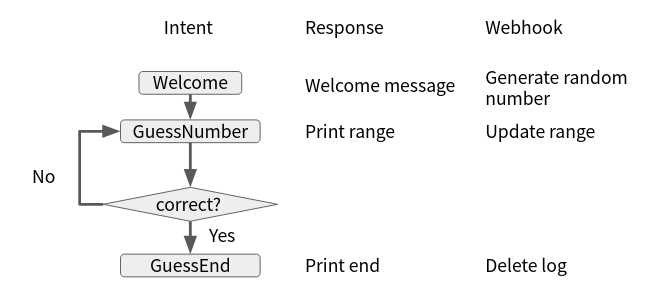 Intent Response Webhook
Welcome Welcome message Generate random
number
GuessNumber Print range Update range
No
correct?
Yes
GuessEnd Print end Delete log